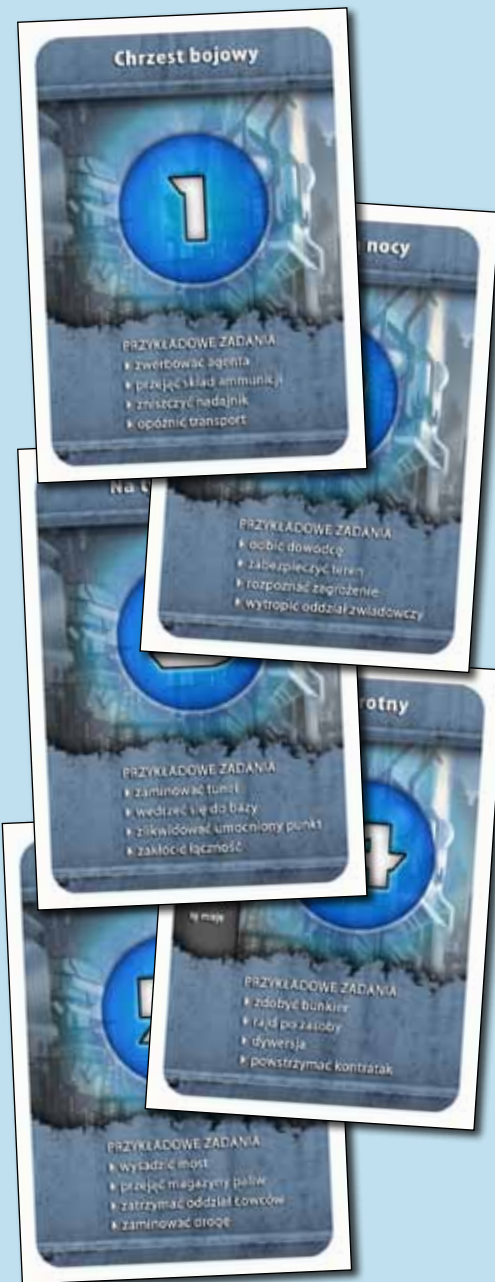 Chrzest bojowy
1
PRZYKŁADOWE ZADANIA
zwerbować agenta
przejąć skład ammunicji
zniszczyć nadajnik
opóźnić transport
nocy
PRZYKŁADOWE ZADANIA
odbić dowódcę
zabezpieczyć teren
rozpoznać zagrożenie
wytropić oddział zwiadowczy
Na
PRZYKŁADOWE ZADANIA
zaminować tunel
wedrzeć się do bazy
zlikwidować umocniony punkt
zakłócić łączność
rotny
4
PRZYKŁADOWE ZADANIA
zdobyć bunkier
rajd po zasoby
dywersja
powstrzymać kontratak
PRZYKŁADOWE ZADANIA
wysadzić most
przejąć magazyny paliw
zatrzymać oddział Łowców
zaminować drogę